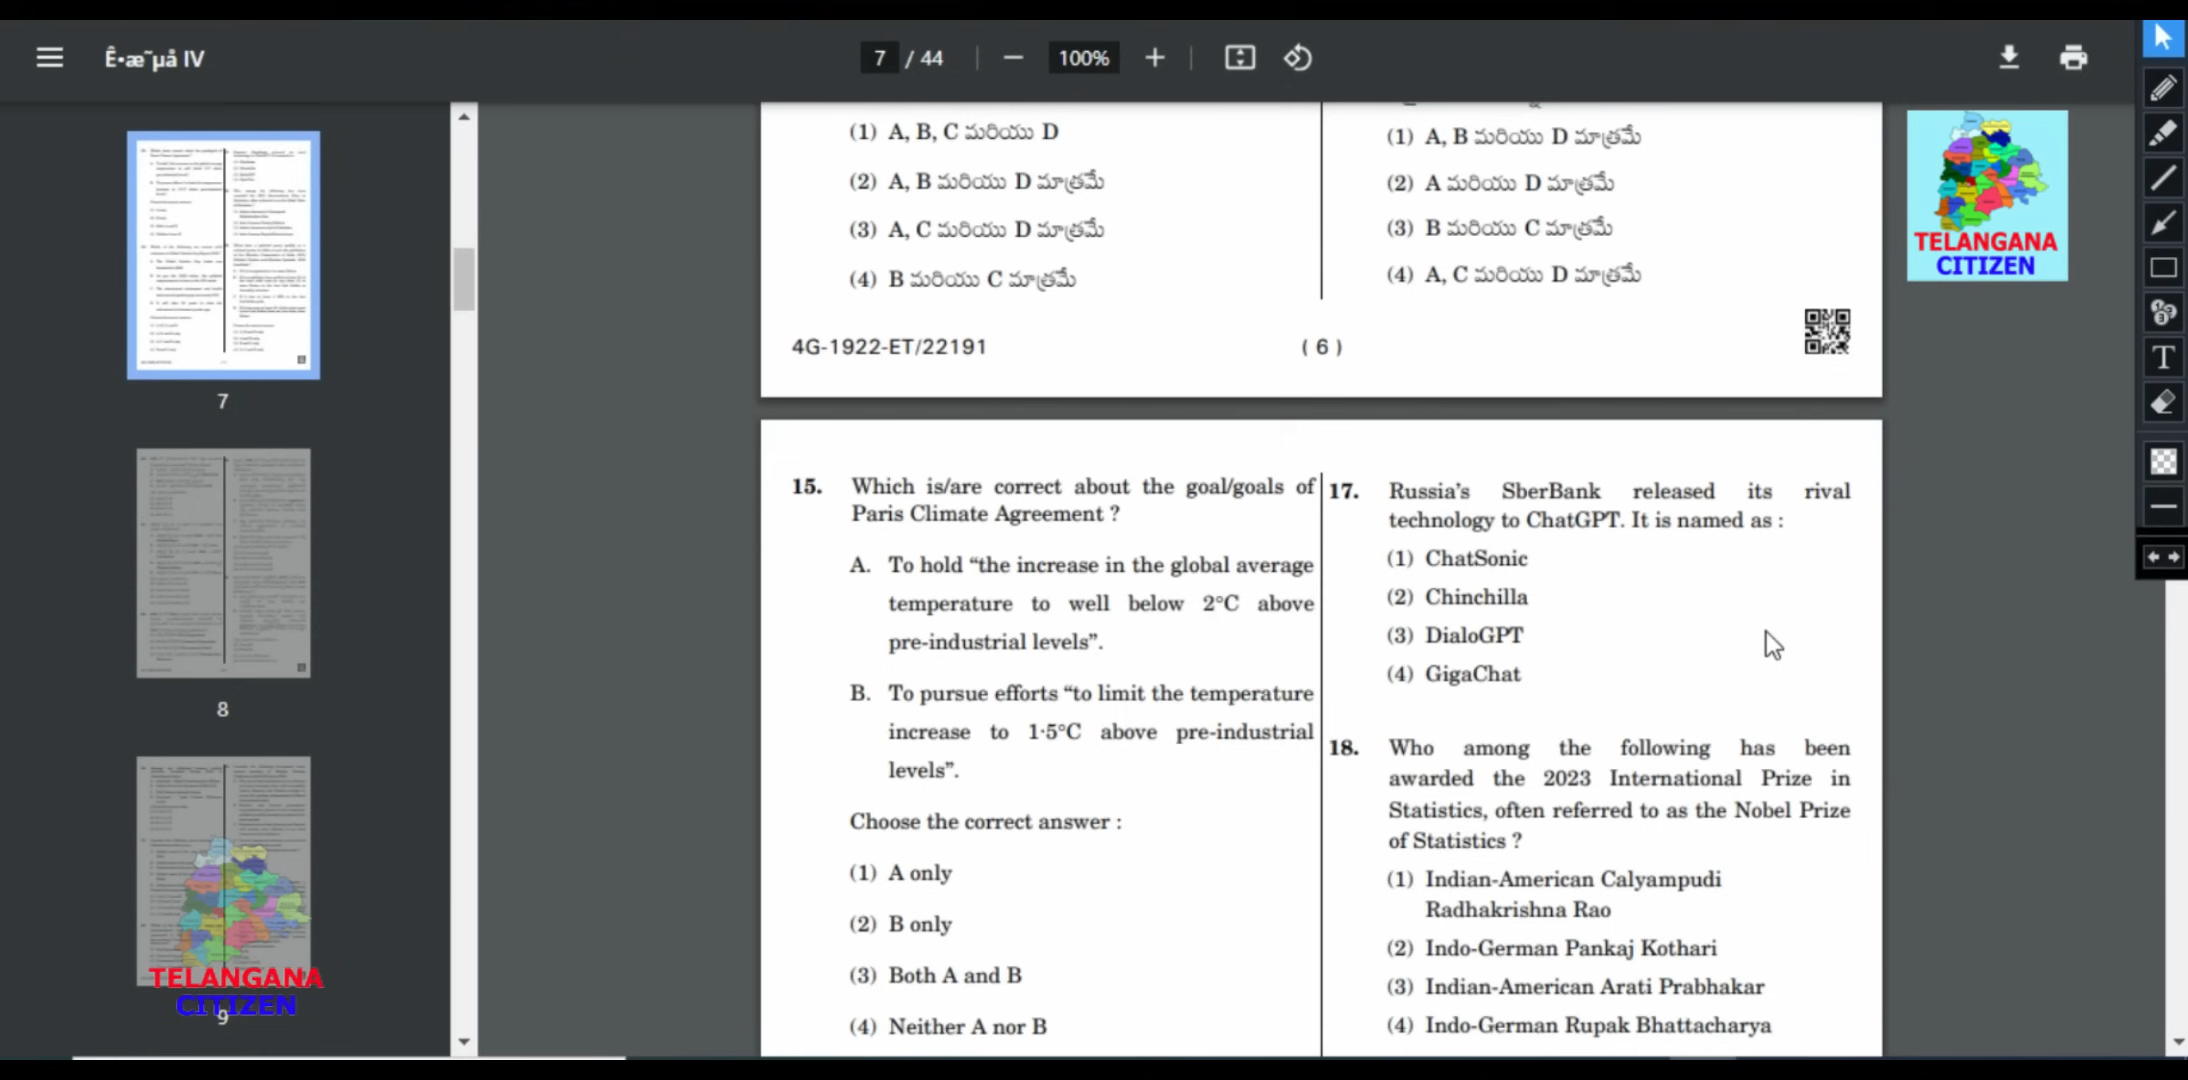 Ê•æ˜µå IV
7 / 44
100%
7
8
9
TELANGANA
CITIZEN
(1) A, B, C మరియు D
(2) A, B మరియు D మాత్రమే
(3) A, C మరియు D మాత్రమే
(4) B మరియు C మాత్రమే
(1) A, B మరియు D మాత్రమే
(2) A మరియు D మాత్రమే
(3) B మరియు C మాత్రమే
(4) A, C మరియు D మాత్రమే
4G-1922-ET/22191
( 6 )
15. Which is/are correct about the goal/goals of
Paris Climate Agreement ?
A. To hold “the increase in the global average
temperature to well below 2°C above
pre-industrial levels”.
B. To pursue efforts “to limit the temperature
increase to 1·5°C above pre-industrial
levels”.
Choose the correct answer :
(1) A only
(2) B only
(3) Both A and B
(4) Neither A nor B
17. Russia’s SberBank released its rival
technology to ChatGPT. It is named as :
(1) ChatSonic
(2) Chinchilla
(3) DialoGPT
(4) GigaChat
18. Who among the following has been
awarded the 2023 International Prize in
Statistics, often referred to as the Nobel Prize
of Statistics ?
(1) Indian-American Calyampudi
Radhakrishna Rao
(2) Indo-German Pankaj Kothari
(3) Indian-American Arati Prabhakar
(4) Indo-German Rupak Bhattacharya
TELANGANA
CITIZEN
T